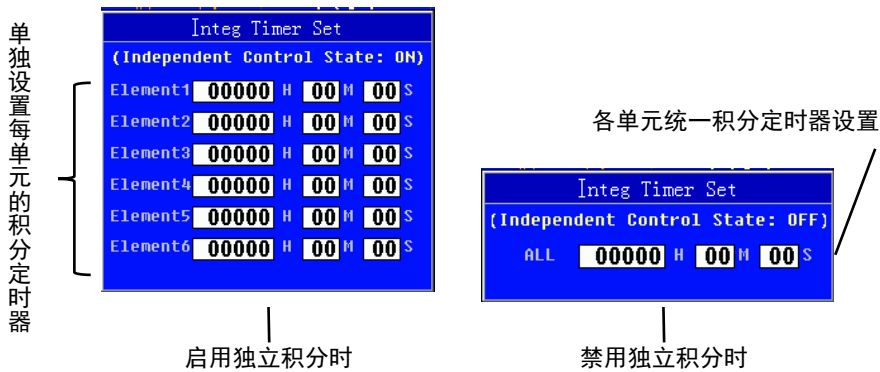 单独设置每单元的积分定时器
Integ Timer Set
(Independent Control State: ON)
Element1 00000 H 00 M 00 S
Element2 00000 H 00 M 00 S
Element3 00000 H 00 M 00 S
Element4 00000 H 00 M 00 S
Element5 00000 H 00 M 00 S
Element6 00000 H 00 M 00 S
启用独立积分时
各单元统一积分定时器设置
Integ Timer Set
(Independent Control State: OFF)
ALL 00000 H 00 M 00 S
禁用独立积分时